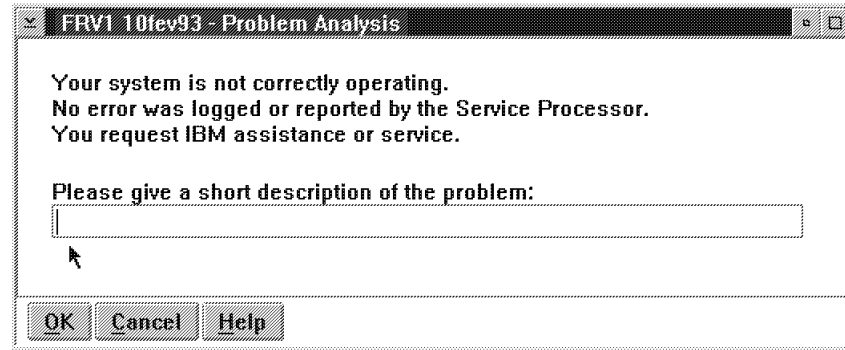 FRV1 10fev93 - Problem Analysis
Your system is not correctly operating.
No error was logged or reported by the Service Processor.
You request IBM assistance or service.
Please give a short description of the problem:
OK Cancel Help